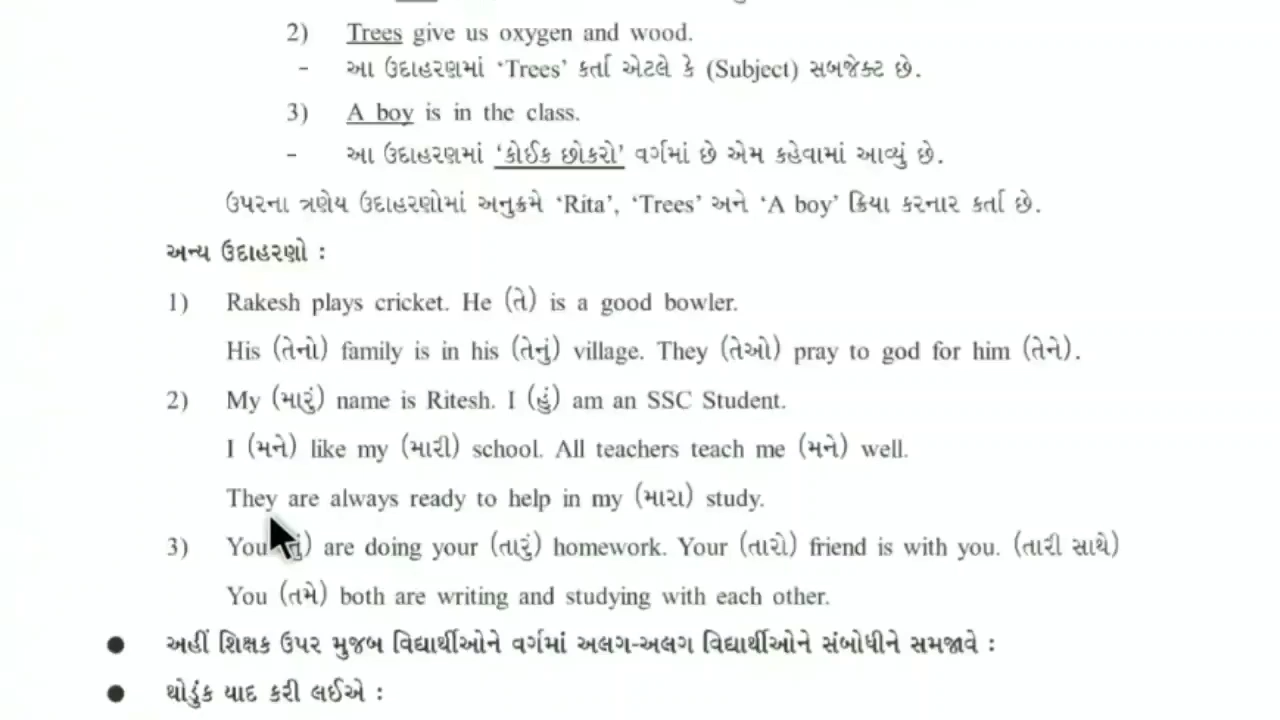 2) Trees give us oxygen and wood.
- આ ઉદાહરણમાં ‘Trees’ કર્તા એટલે કે (Subject) સબજેક્ટ છે.
3) A boy is in the class.
- આ ઉદાહરણમાં ‘કોઈક છોકરો’ વર્ગમાં છે એમ કહેવામાં આવ્યું છે.
ઉપરના ત્રણેય ઉદાહરણોમાં અનુક્રમે ‘Rita’, ‘Trees’ અને ‘A boy’ ક્રિયા કરનાર કર્તા છે.
અન્ય ઉદાહરણો :
1) Rakesh plays cricket. He (તે) is a good bowler.
His (તેનો) family is in his (તેનું) village. They (તેઓ) pray to god for him (તેને).
2) My (મારું) name is Ritesh. I (હું) am an SSC Student.
I (મને) like my (મારી) school. All teachers teach me (મને) well.
They are always ready to help in my (મારા) study.
3) You are doing your (તારું) homework. Your (તારો) friend is with you. (તારી સાથે)
You (તમે) both are writing and studying with each other.
● અહીં શિક્ષક ઉપર મુજબ વિદ્યાર્થીઓને વર્ગમાં અલગ-અલગ વિદ્યાર્થીઓને સંબોધીને સમજાવે :
● થોડુંક યાદ કરી લઈએ :